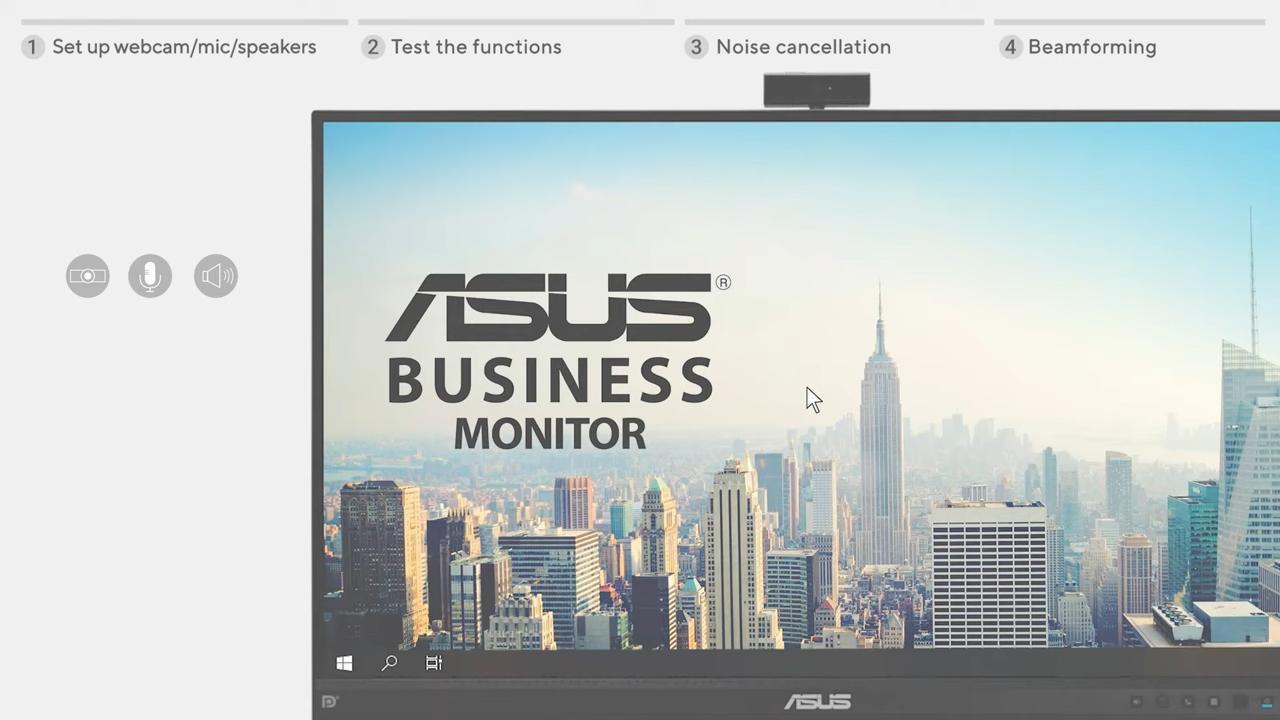 1 Set up webcam/mic/speakers
2 Test the functions
3 Noise cancellation
4 Beamforming
ASUS®
BUSINESS
MONITOR
ASUS